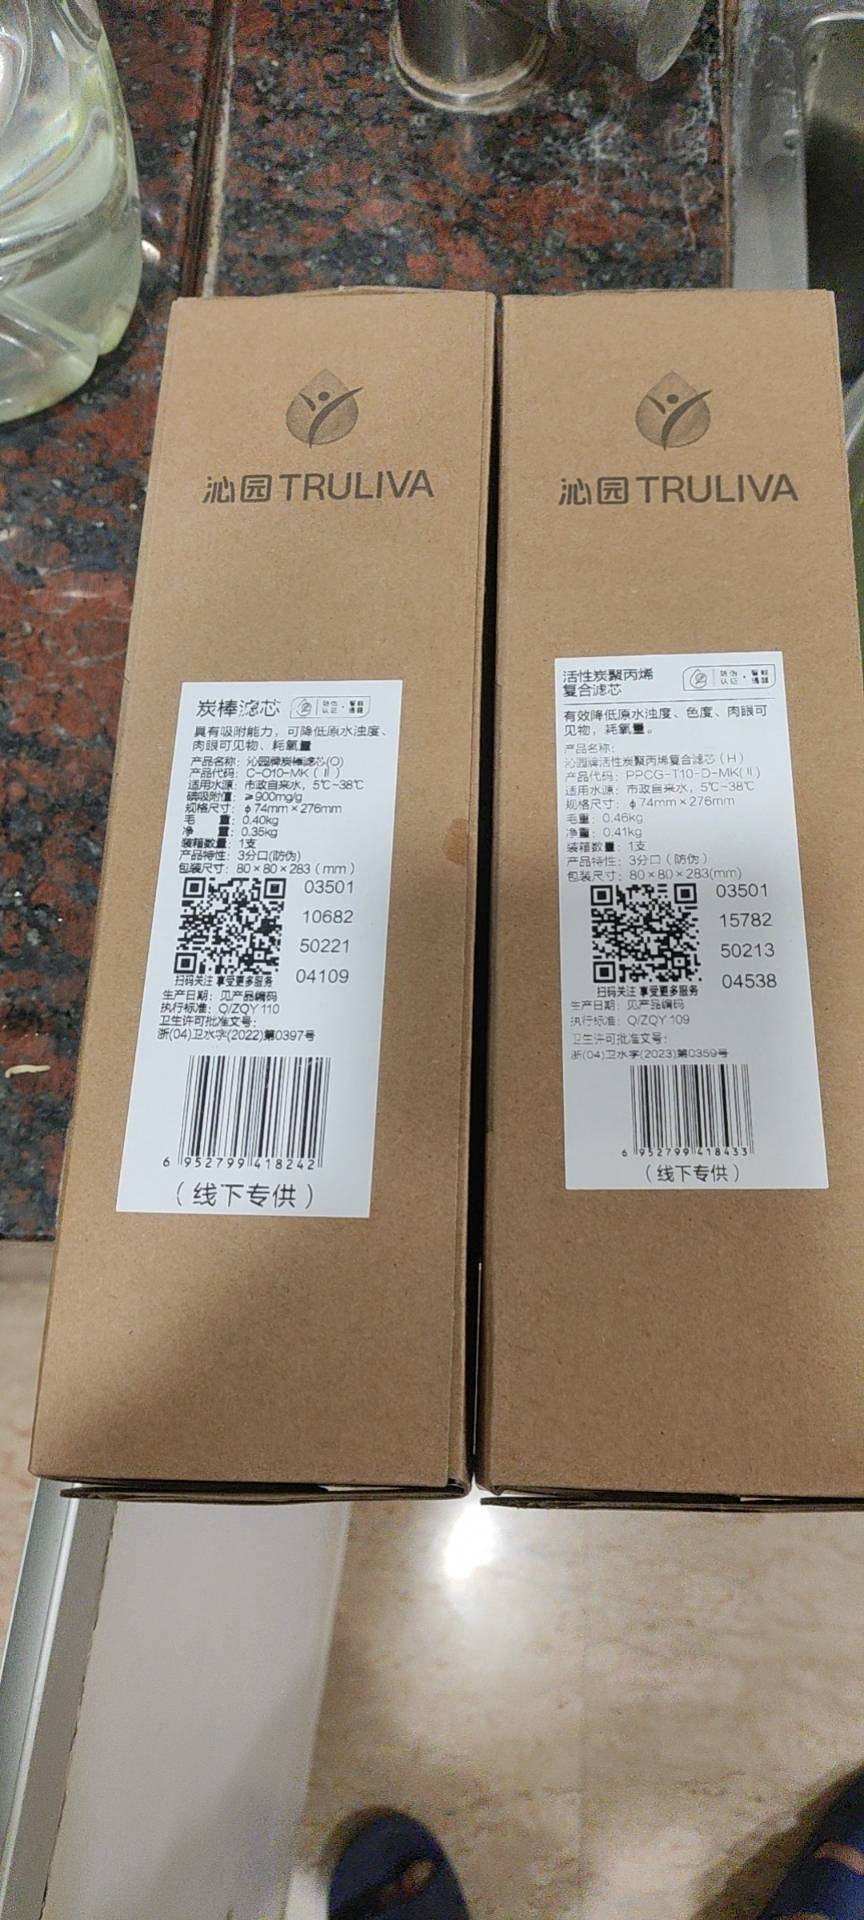 沁园TRULIVA
炭棒滤芯
防伪认证·智能博翻
具有吸附能力，可降低原水浊度、
肉眼可见物、耗氧量
产品名称：沁园牌炭棒滤芯(O)
产品代码：C-O10-MK（Ⅱ）
适用水源：市政自来水，5℃-38℃
碘吸附值：≥900mg/g
规格尺寸：ϕ74mm×276mm
毛 重：0.40kg
净 重：0.35kg
装箱数量：1支
产品特性：3分口(防伪)
包装尺寸：80×80×283（mm）
03501
10682
50221
04109
扫码关注 享受更多服务
生产日期：见产品编码
执行标准：Q/ZQY 110
卫生许可批准文号：
浙(04)卫水字(2022)第0397号
6 952799 418242
（线下专供）
沁园TRULIVA
活性炭聚丙烯
复合滤芯
防伪
认证
有效降低原水浊度、色度、肉眼可
见物，耗氧量。
产品名称：
沁园牌活性炭聚丙烯复合滤芯（H）
产品代码：PPCG-T10-D-MK(Ⅱ)
适用水源：市政自来水，5℃-38℃
规格尺寸：ϕ74mm×276mm
毛重：0.46kg
净重：0.41kg
装箱数量：1支
产品特性：3分口（防伪）
包装尺寸：80×80×283(mm)
03501
15782
50213
04538
扫码关注 享受更多服务
生产日期：见产品编码
执行标准：Q/ZQY 109
卫生许可批准文号：
浙(04)卫水字(2023)第0359号
6 952799 418433
（线下专供）